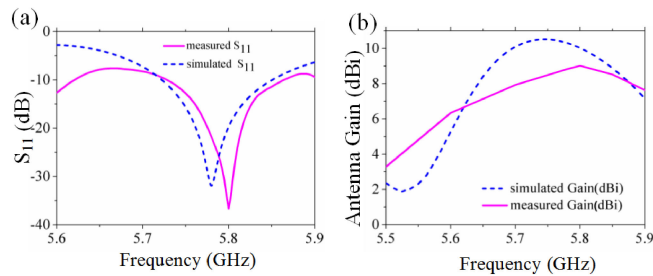 (a)
0
-10
-20
-30
-40
S11 (dB)
measured S11
simulated S11
5.6
5.7
5.8
5.9
Frequency (GHz)
(b)
10
8
6
4
2
0
Antenna Gain (dBi)
simulated Gain(dBi)
measured Gain(dBi)
5.5
5.6
5.7
5.8
5.9
Frequency (GHz)